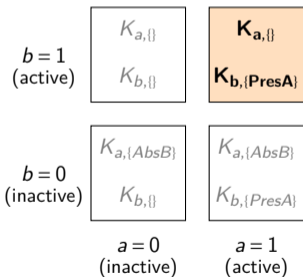 K_{a,{}} K_{a,{}}
b = 1
(active)
K_{b,{}} K_{b,{PresA}}
K_{a,{AbsB}} K_{a,{AbsB}}
b = 0
(inactive)
K_{b,{}} K_{b,{PresA}}
a = 0 a = 1
(inactive) (active)